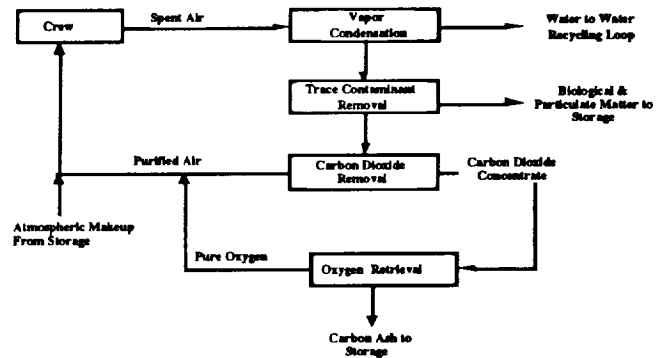 Crew
Spent Air
Vapor
Condensation
Water to Water
Recycling Loop
Trace Contaminant
Removal
Biological &
Particulate Matter to
Storage
Purified Air
Carbon Dioxide
Removal
Carbon Dioxide
Concentrate
Atmospheric Makeup
From Storage
Pure Oxygen
Oxygen Retrieval
Carbon Ash to
Storage